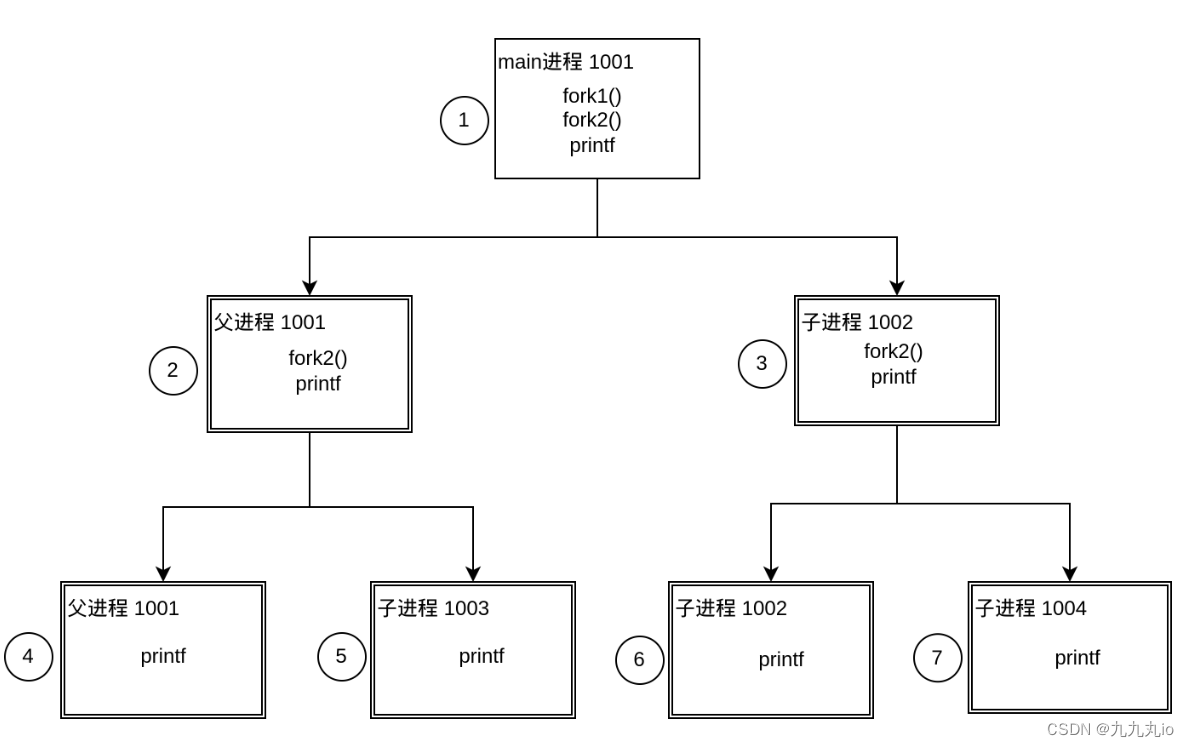 main进程 1001
fork1()
fork2()
printf
1
父进程 1001
fork2()
printf
2
子进程 1002
fork2()
printf
3
父进程 1001
printf
4
子进程 1003
printf
5
子进程 1002
printf
6
子进程 1004
printf
7
CSDN @九九丸io